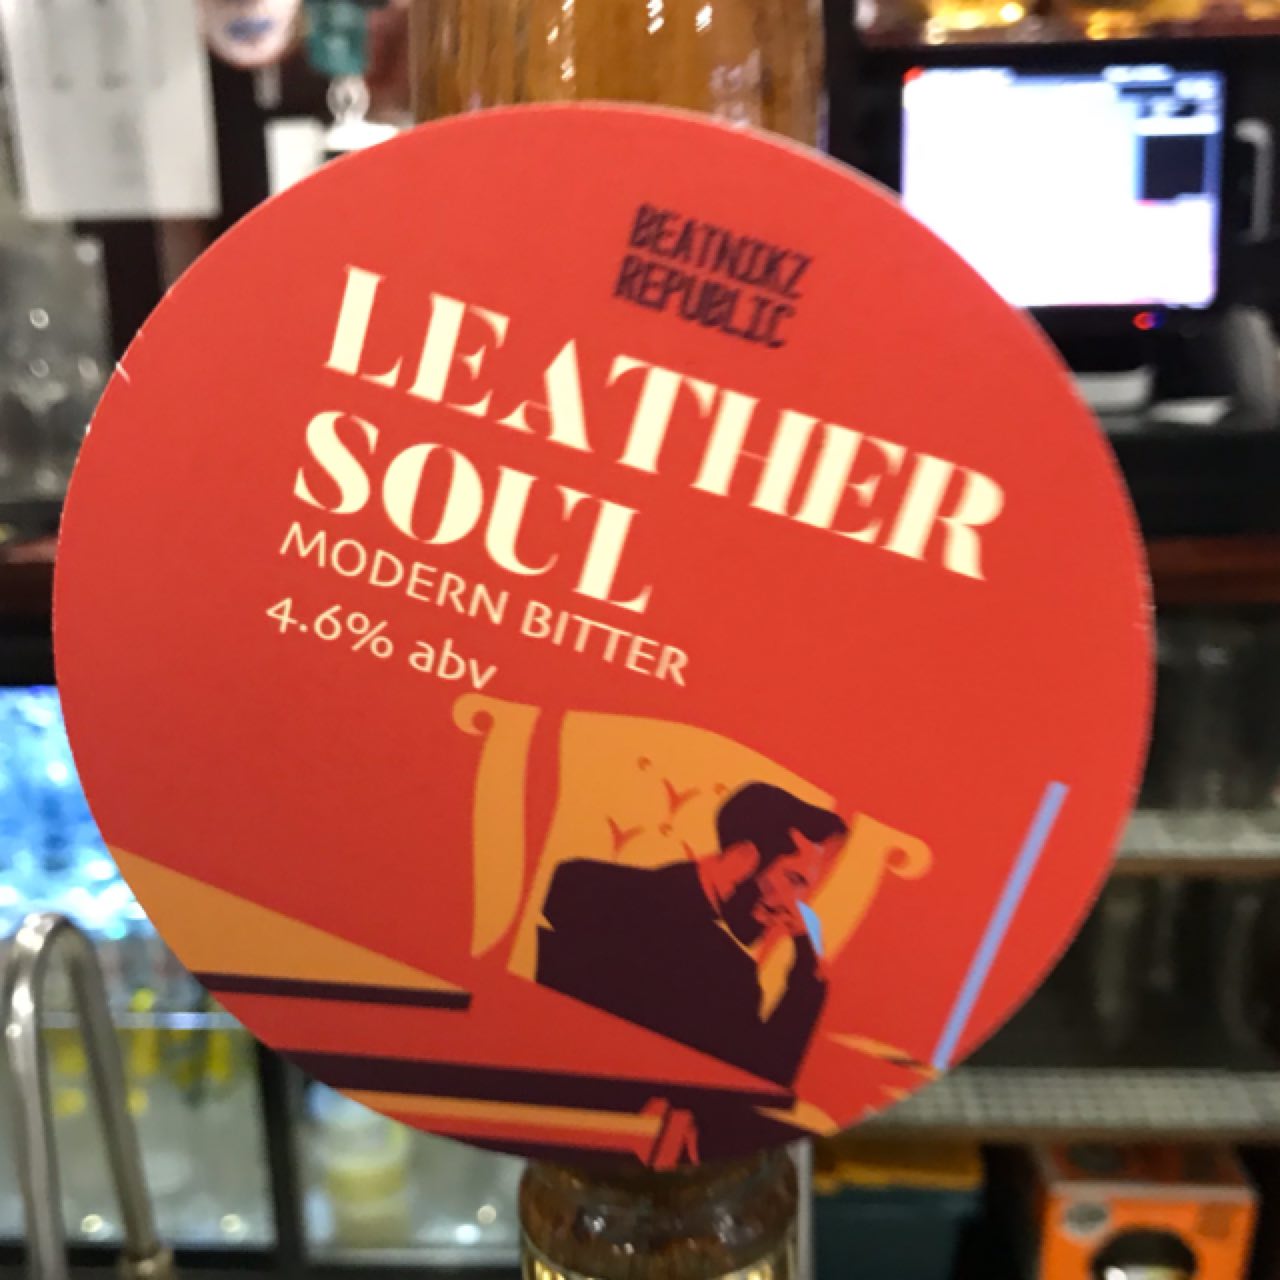 BEATNIKZ
REPUBLIC
LEATHER
SOUL
MODERN BITTER
4.6% abv